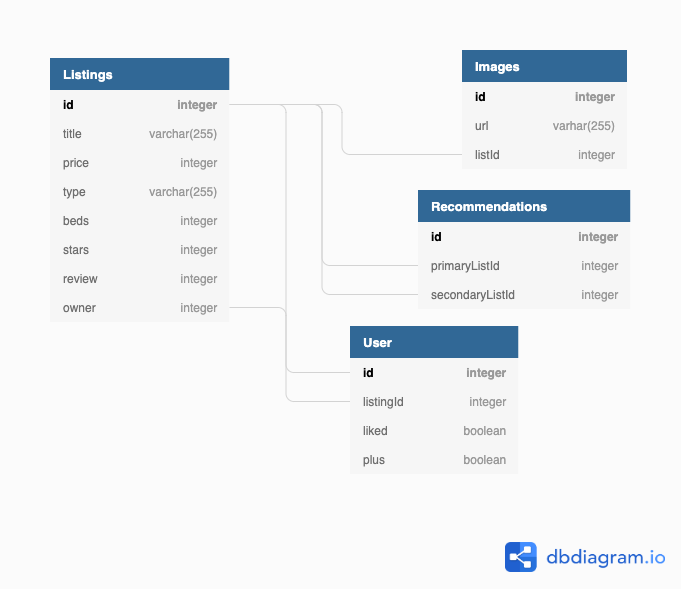 Listings
id integer
title varchar(255)
price integer
type varchar(255)
beds integer
stars integer
review integer
owner integer
Images
id integer
url varhar(255)
listId integer
Recommendations
id integer
primaryListId integer
secondaryListId integer
User
id integer
listingId integer
liked boolean
plus boolean
dbdiagram.io